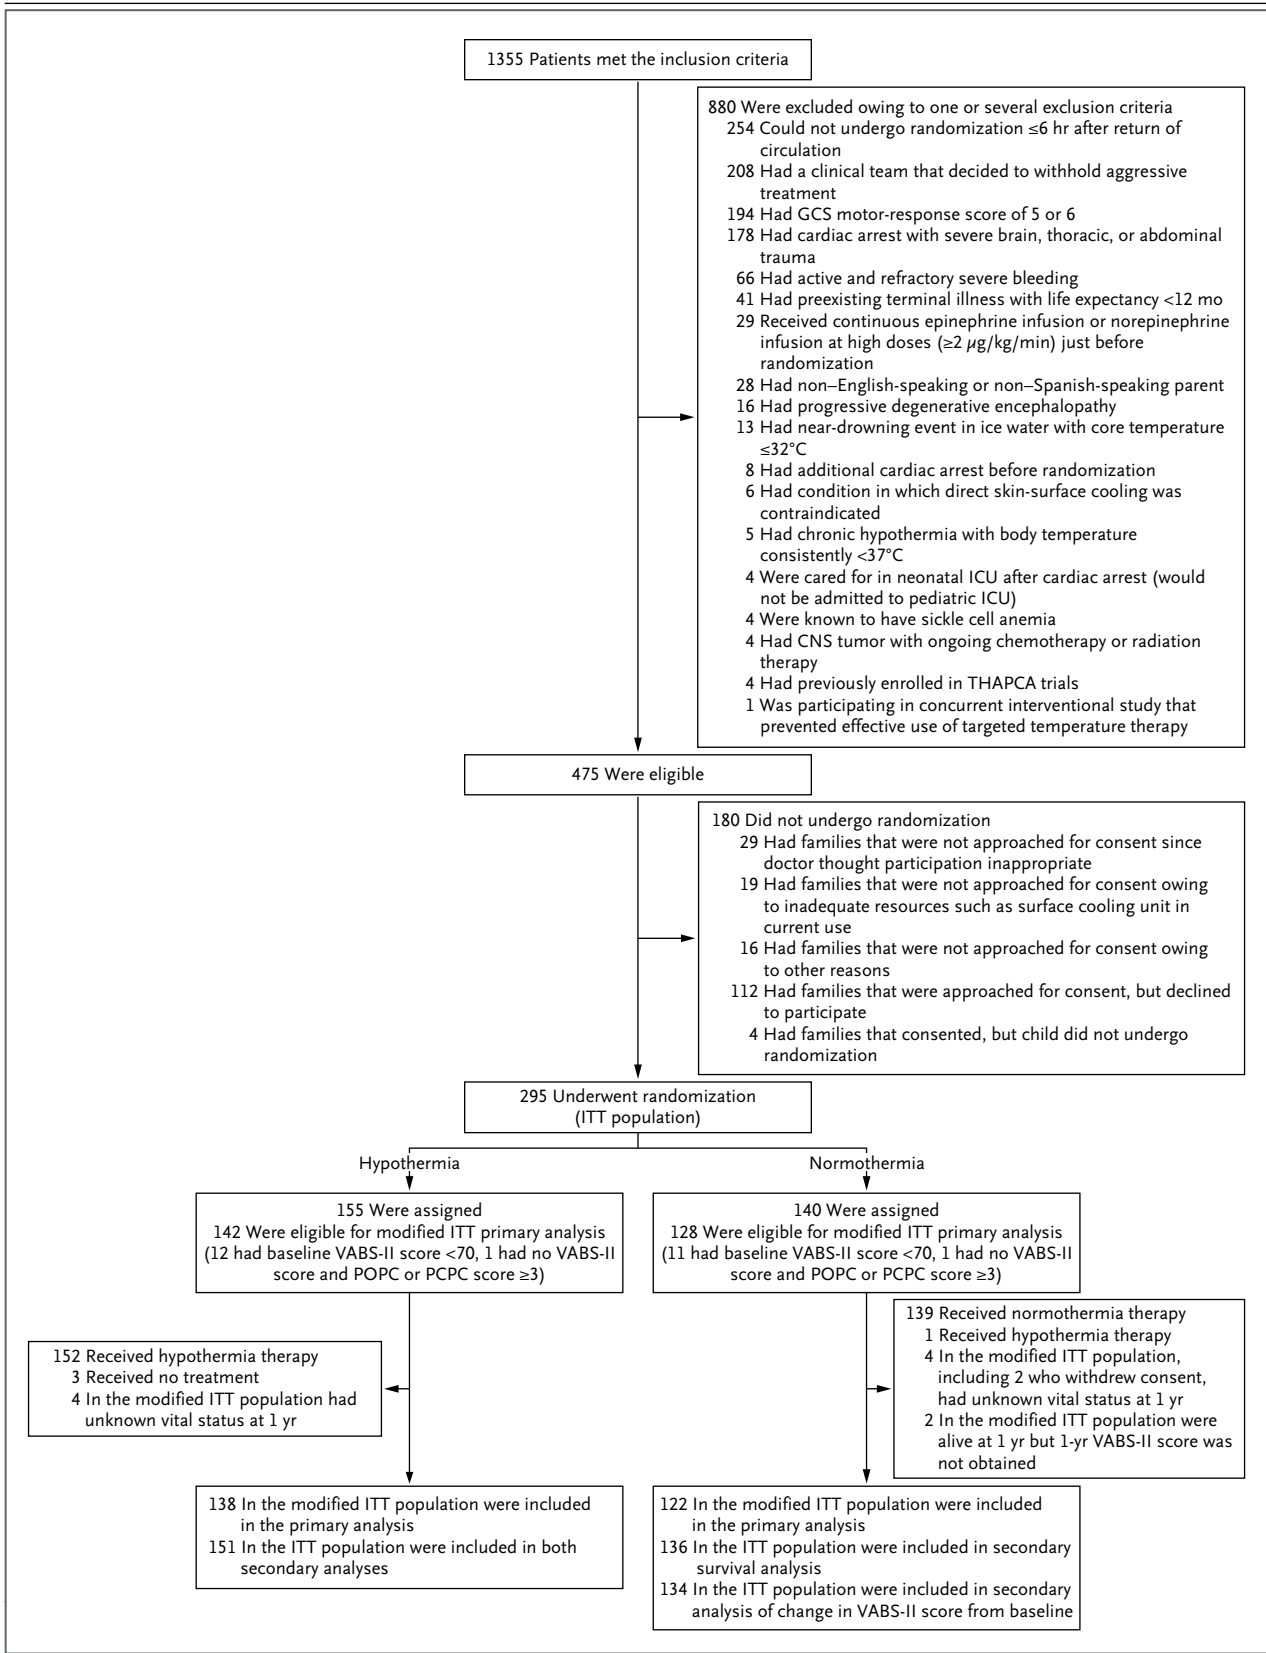 1355 Patients met the inclusion criteria
880 Were excluded owing to one or several exclusion criteria
254 Could not undergo randomization ≤6 hr after return of
circulation
208 Had a clinical team that decided to withhold aggressive
treatment
194 Had GCS motor-response score of 5 or 6
178 Had cardiac arrest with severe brain, thoracic, or abdominal
trauma
66 Had active and refractory severe bleeding
41 Had preexisting terminal illness with life expectancy <12 mo
29 Received continuous epinephrine infusion or norepinephrine
infusion at high doses (≥2 µg/kg/min) just before
randomization
28 Had non–English-speaking or non–Spanish-speaking parent
16 Had progressive degenerative encephalopathy
13 Had near-drowning event in ice water with core temperature
≤32°C
8 Had additional cardiac arrest before randomization
6 Had condition in which direct skin-surface cooling was
contraindicated
5 Had chronic hypothermia with body temperature
consistently <37°C
4 Were cared for in neonatal ICU after cardiac arrest (would
not be admitted to pediatric ICU)
4 Were known to have sickle cell anemia
4 Had CNS tumor with ongoing chemotherapy or radiation
therapy
4 Had previously enrolled in THAPCA trials
1 Was participating in concurrent interventional study that
prevented effective use of targeted temperature therapy
475 Were eligible
180 Did not undergo randomization
29 Had families that were not approached for consent since
doctor thought participation inappropriate
19 Had families that were not approached for consent owing
to inadequate resources such as surface cooling unit in
current use
16 Had families that were not approached for consent owing
to other reasons
112 Had families that were approached for consent, but declined
to participate
4 Had families that consented, but child did not undergo
randomization
295 Underwent randomization
(ITT population)
Hypothermia
Normothermia
155 Were assigned
142 Were eligible for modified ITT primary analysis
(12 had baseline VABS-II score <70, 1 had no VABS-II
score and POPC or PCPC score ≥3)
140 Were assigned
128 Were eligible for modified ITT primary analysis
(11 had baseline VABS-II score <70, 1 had no VABS-II
score and POPC or PCPC score ≥3)
152 Received hypothermia therapy
3 Received no treatment
4 In the modified ITT population had
unknown vital status at 1 yr
139 Received normothermia therapy
1 Received hypothermia therapy
4 In the modified ITT population,
including 2 who withdrew consent,
had unknown vital status at 1 yr
2 In the modified ITT population were
alive at 1 yr but 1-yr VABS-II score was
not obtained
138 In the modified ITT population were included
in the primary analysis
151 In the ITT population were included in both
secondary analyses
122 In the modified ITT population were included
in the primary analysis
136 In the ITT population were included in secondary
survival analysis
134 In the ITT population were included in secondary
analysis of change in VABS-II score from baseline